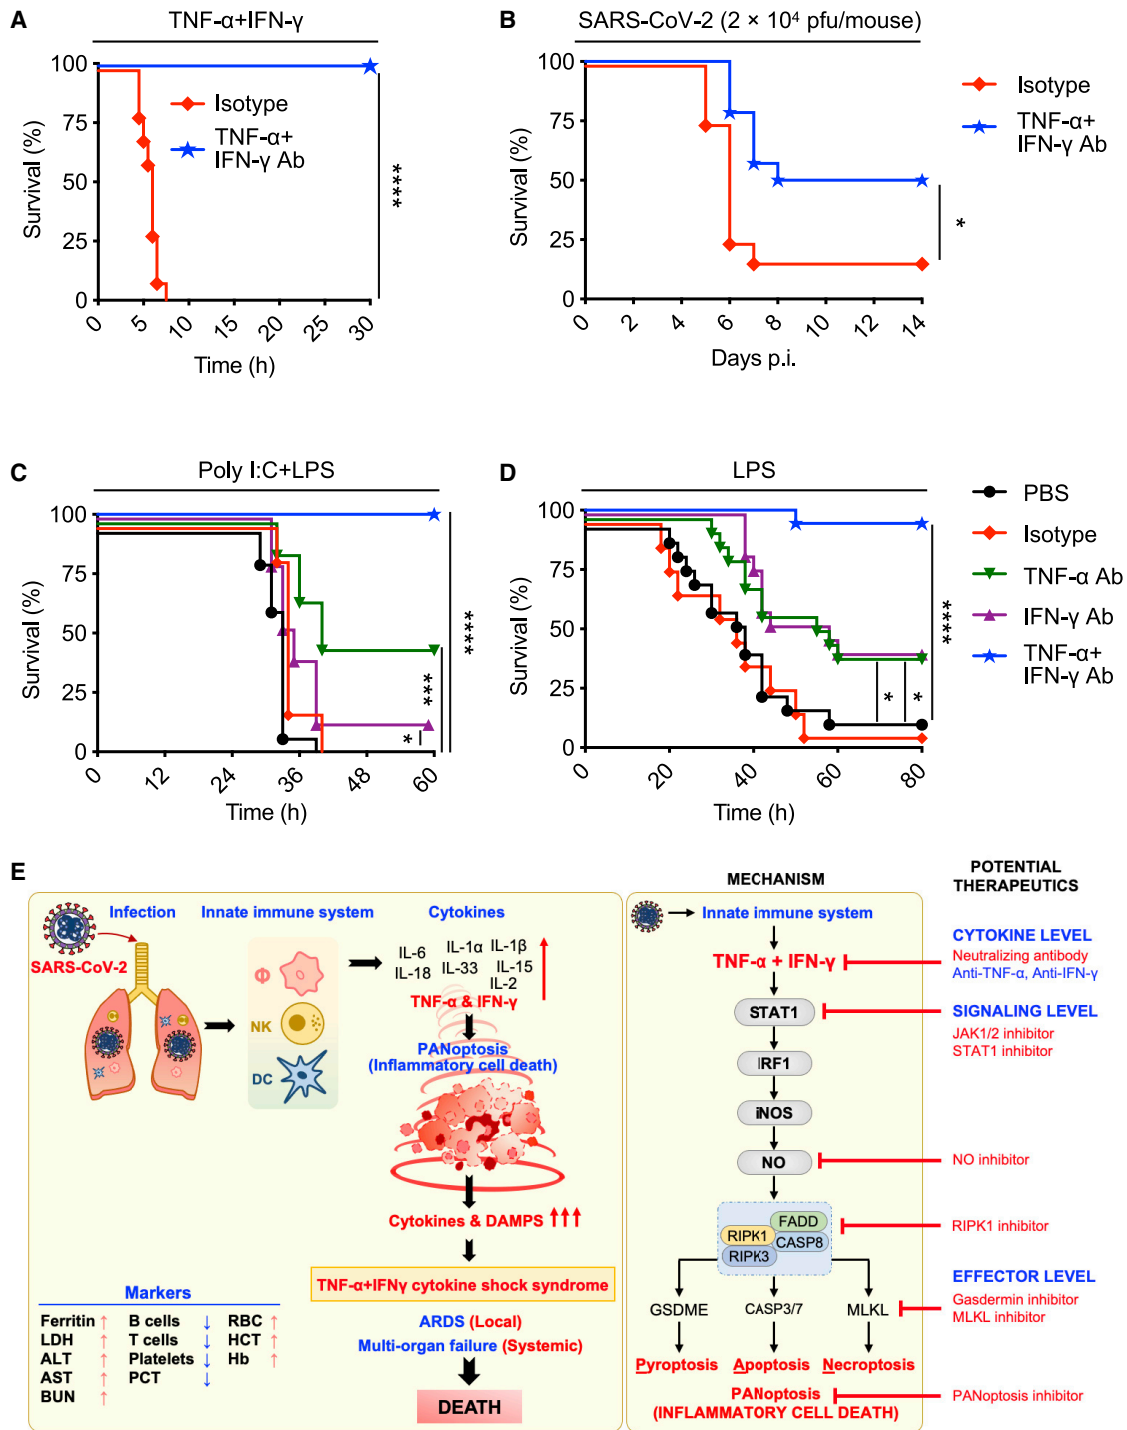 A
TNF-α+IFN-γ
Survival (%)
100
75
50
25
0
Isotype
TNF-α+
IFN-γ Ab
****
0 5 10 15 20 25 30
Time (h)
B
SARS-CoV-2 (2 × 10⁴ pfu/mouse)
Survival (%)
100
75
50
25
0
*
0 2 4 6 8 10 12 14
Days p.i.
Isotype
TNF-α+
IFN-γ Ab
C
Poly I:C+LPS
Survival (%)
100
75
50
25
0
****
***
*
0 12 24 36 48 60
Time (h)
D
LPS
Survival (%)
100
75
50
25
0
****
*
*
0 20 40 60 80
Time (h)
PBS
Isotype
TNF-α Ab
IFN-γ Ab
TNF-α+
IFN-γ Ab
E
Infection
SARS-CoV-2
Innate immune system
Φ
NK
DC
C
C
Cytokines
IL-6 IL-1α IL-1β
IL-18 IL-33 IL-15
IL-2
TNF-α & IFN-γ
PANoptosis
(Inflammatory cell death)
Cytokines & DAMPS
TNF-α+IFNγ cytokine shock syndrome
ARDS (Local)
Multi-organ failure (Systemic)
DEATH
Markers
Ferritin ↑ B cells ↓ RBC ↑
LDH ↑ T cells ↓ HCT ↑
ALT ↑ Platelets ↓ Hb ↑
AST ↑ PCT ↓
BUN ↑
MECHANISM
Innate immune system
TNF-α + IFN-γ
STAT1
IRF1
iNOS
NO
FADD
RIPK1
CASP8
RIPK3
GSDME CASP3/7 MLKL
Pyroptosis Apoptosis Necroptosis
PANoptosis
(INFLAMMATORY CELL DEATH)
POTENTIAL
THERAPEUTICS
CYTOKINE LEVEL
Neutralizing antibody
Anti-TNF-α, Anti-IFN-γ
SIGNALING LEVEL
JAK1/2 inhibitor
STAT1 inhibitor
NO inhibitor
RIPK1 inhibitor
EFFECTOR LEVEL
Gasdermin inhibitor
MLKL inhibitor
PANoptosis inhibitor